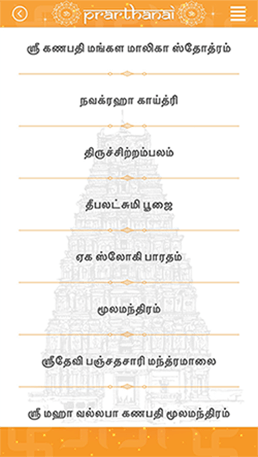 prarthanai
ஸ்ரீ கணபதி மங்கள மாலிகா ஸ்தோத்ரம்
நவக்ரஹா காய்த்ரி
திருச்சிற்றம்பலம்
தீபலட்சுமி பூஜை
ஏக ஸ்லோகி பாரதம்
மூலமந்திரம்
ஸ்ரீதேவி பஞ்சதசாரி மந்த்ரமாலை
ஸ்ரீ மஹா வல்லபா கணபதி மூலமந்திரம்